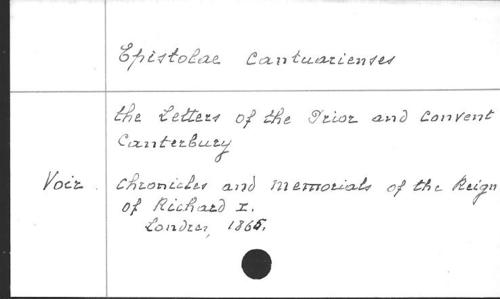 Epistolae Cantuarienses
the Letters of the Prior and Convent
Canterbury
Voir Chronicles and Memorials of the Reign
of Richard I.
Londres, 1865.